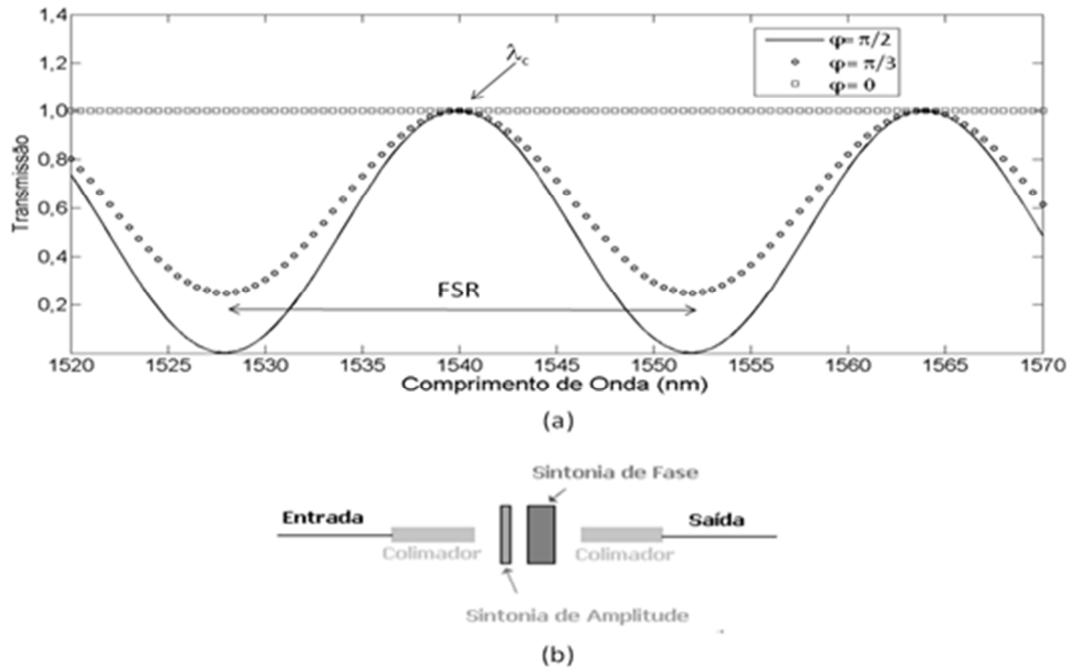 1,4
1,2
1,0
0,8
0,6
0,4
0,2
Transmissão
λc
φ= π/2
φ= π/3
φ= 0
FSR
1520 1525 1530 1535 1540 1545 1550 1555 1560 1565 1570
Comprimento de Onda (nm)
(a)
Sintonia de Fase
Entrada
Saída
Colimador
Colimador
Sintonia de Amplitude
(b)